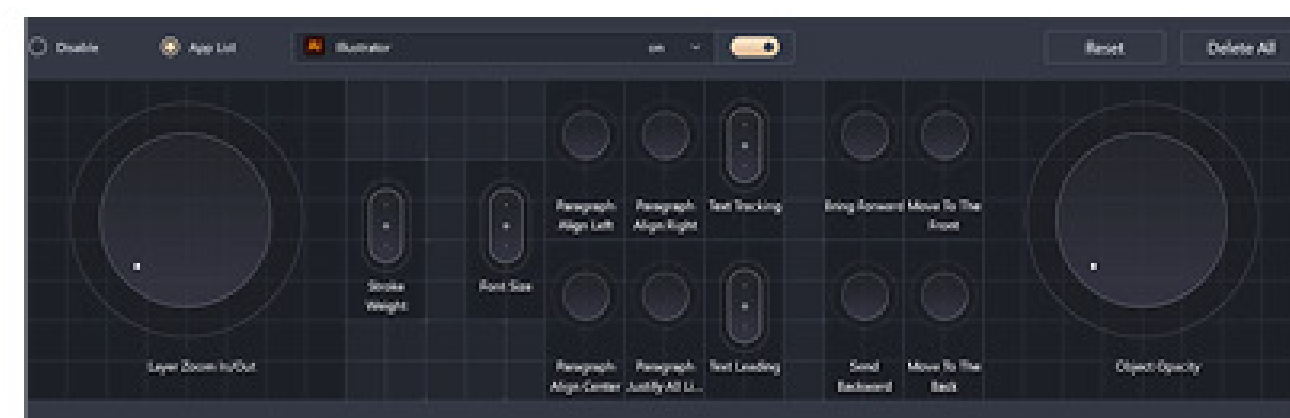 Disable
App List
Illustrator
cm
Reset
Delete All
Paragraph
Align Left
Paragraph
Align Right
Text Tracking
Bring Forward
Move To The
Front
Stroke
Weight
Font Size
Layer Zoom In/Out
Paragraph
Align Center
Paragraph
Justify All Li...
Text Leading
Send
Backward
Move To The
Back
Object Opacity